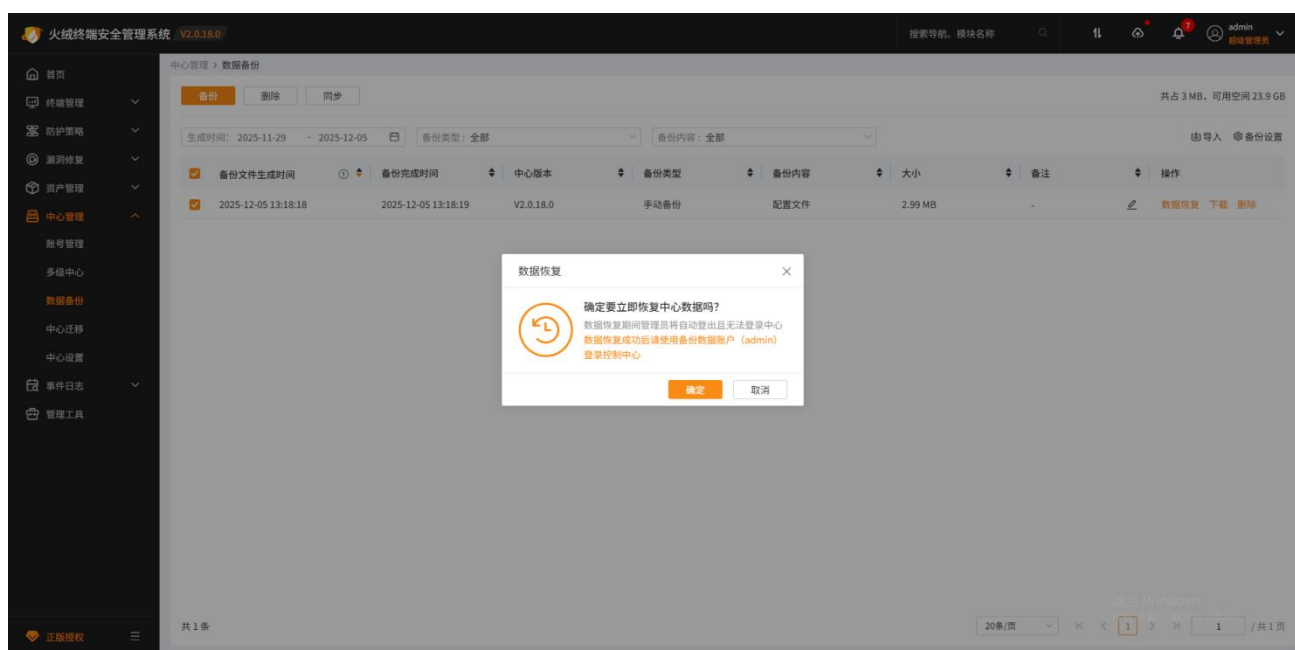 火绒终端安全管理系统 V2.0.18.0
搜索导航、模块名称
7
admin
超级管理员
首页
终端管理
防护策略
漏洞修复
资产管理
中心管理
账号管理
多级中心
数据备份
中心迁移
中心设置
事件日志
管理工具
正版授权
中心管理 > 数据备份
备份 删除 同步
共占 3 MB，可用空间 23.9 GB
生成时间： 2025-11-29 - 2025-12-05 备份类型：全部 备份内容：全部 导入 备份设置
备份文件生成时间 备份完成时间 中心版本 备份类型 备份内容 大小 备注 操作
2025-12-05 13:18:18 2025-12-05 13:18:19 V2.0.18.0 手动备份 配置文件 2.99 MB - 数据恢复 下载 删除
数据恢复
确定要立即恢复中心数据吗?
数据恢复期间管理员将自动登出且无法登录中心
数据恢复成功后请使用备份数据账户（admin）
登录控制中心
确定 取消
激活 Windows
共 1 条 20条/页 1 1 / 共 1 页